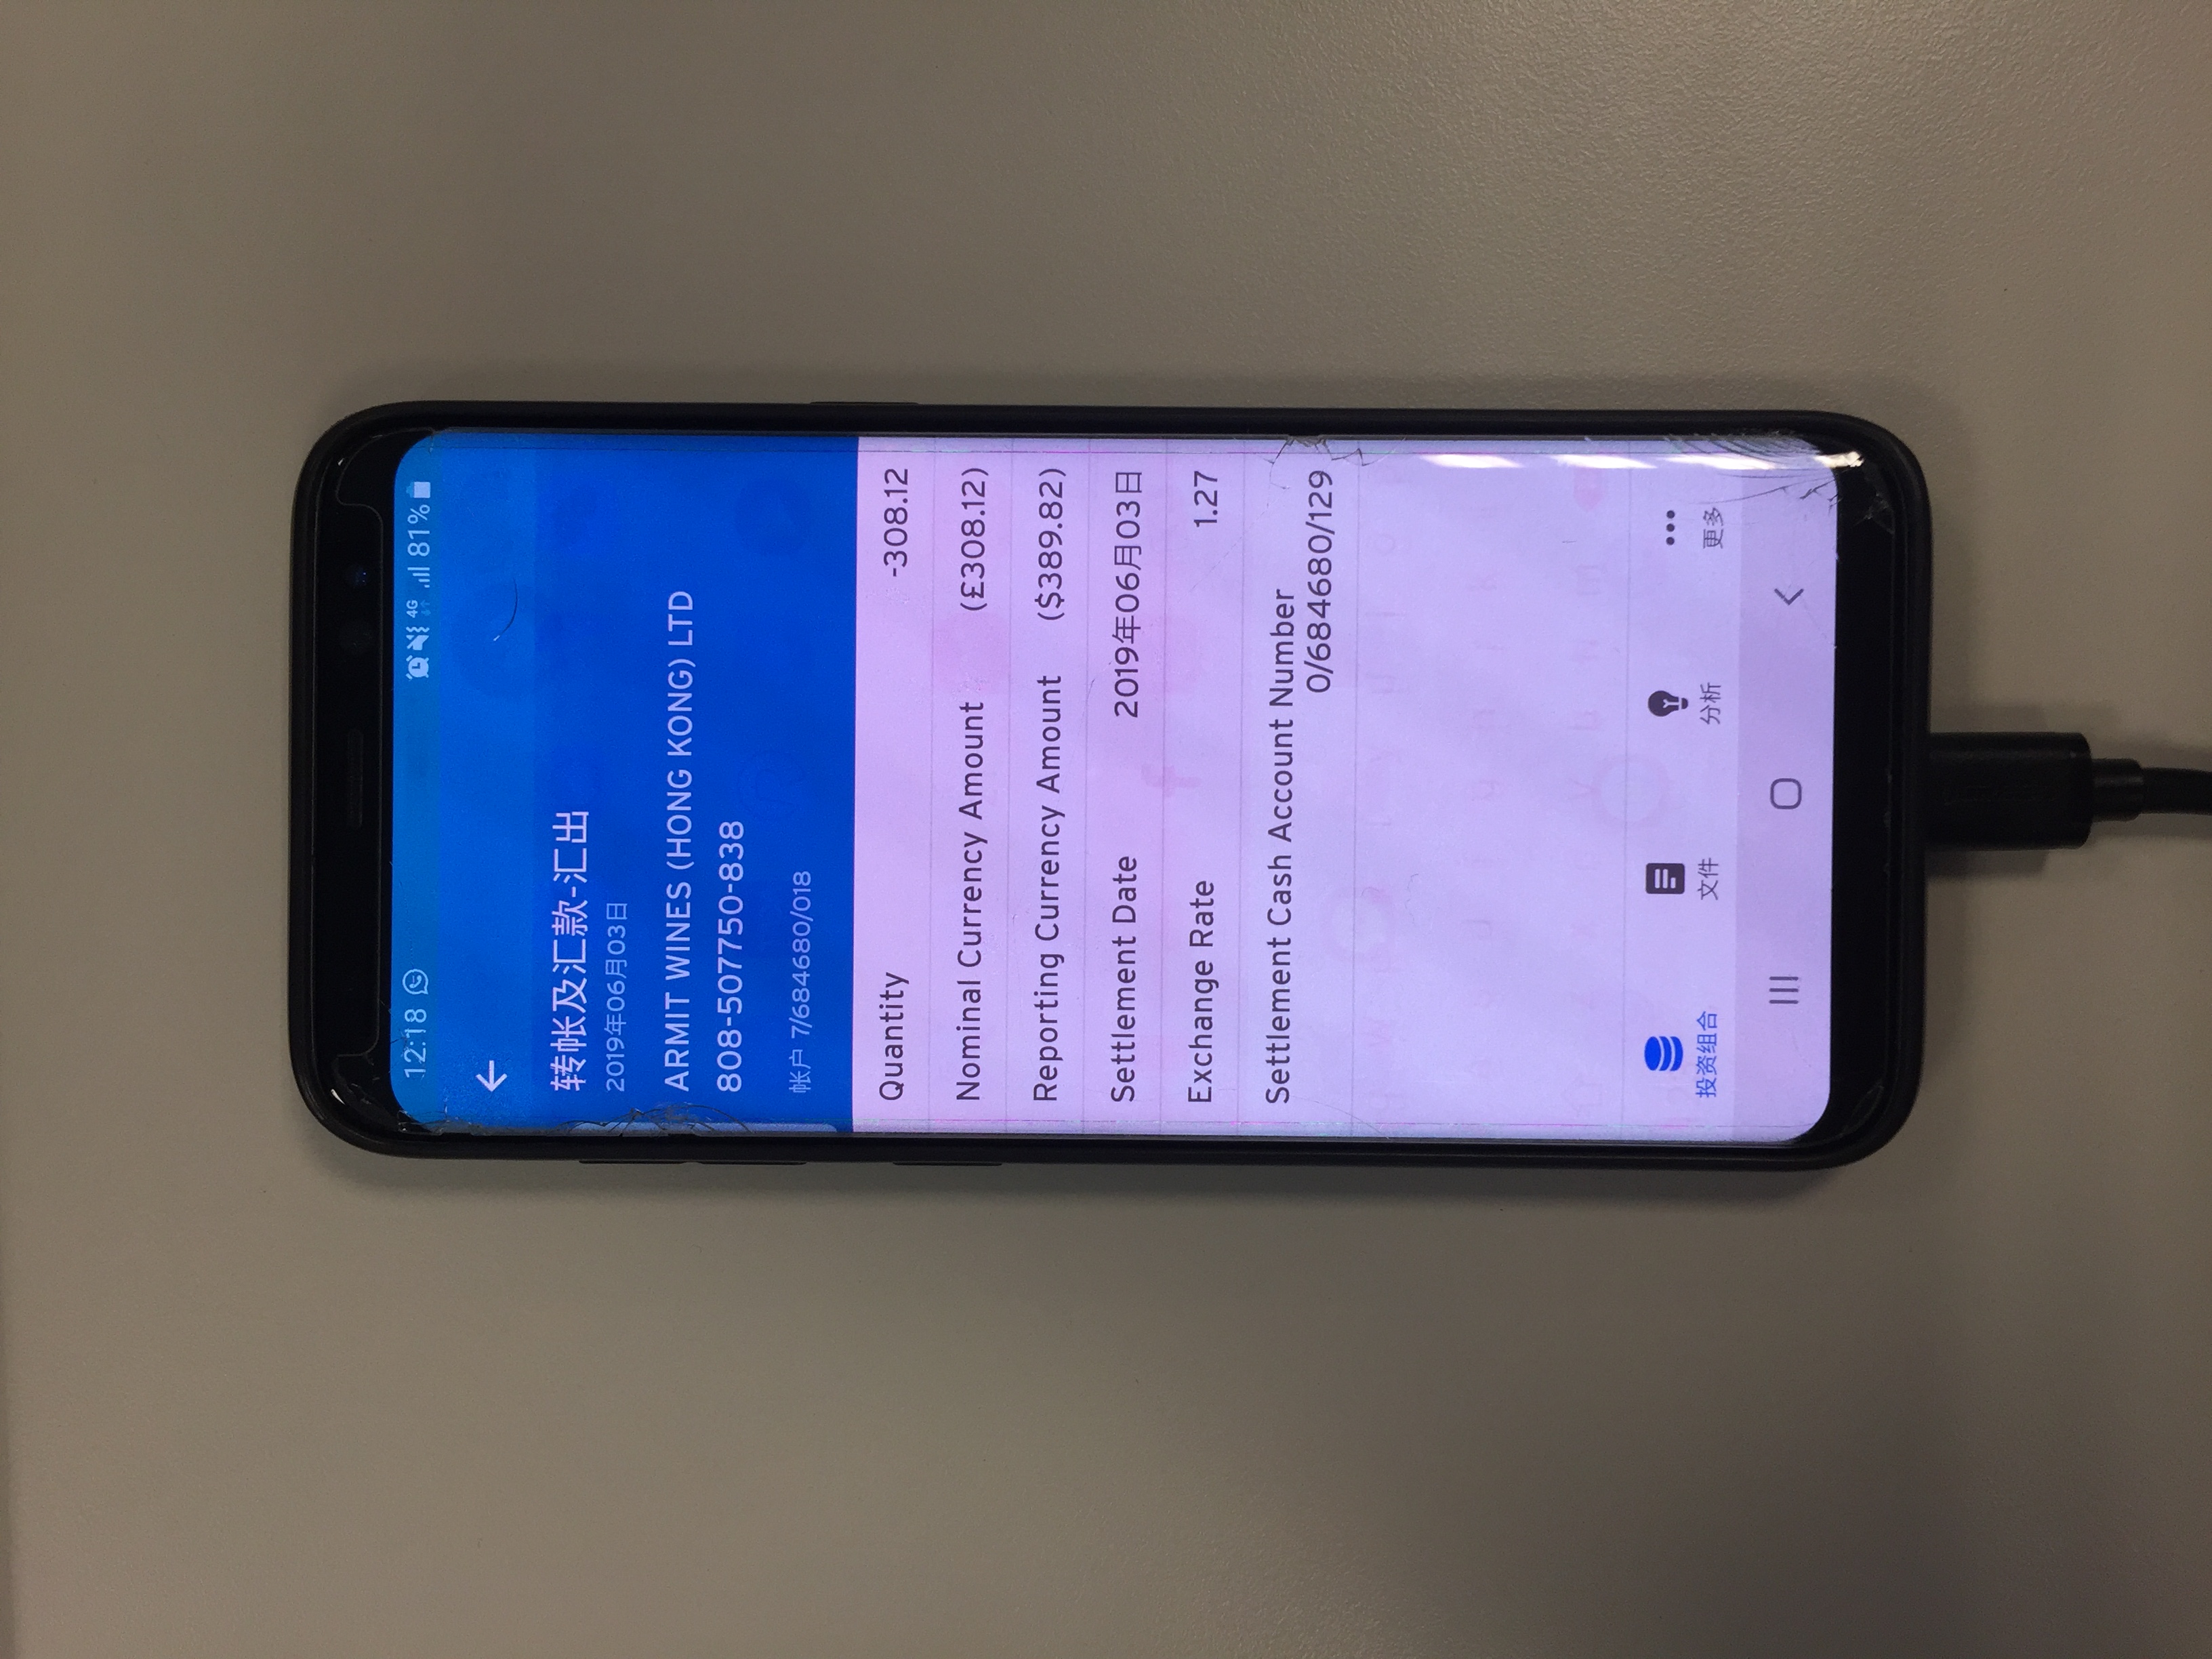 12:18 4G 81%
转帐及汇款-汇出
2019年06月03日
ARMIT WINES (HONG KONG) LTD
808-507750-838
帐户 7/684680/018
Quantity -308.12
Nominal Currency Amount (£308.12)
Reporting Currency Amount ($389.82)
Settlement Date 2019年06月03日
Exchange Rate 1.27
Settlement Cash Account Number
0/684680/129
投资组合 文件 分析 更多